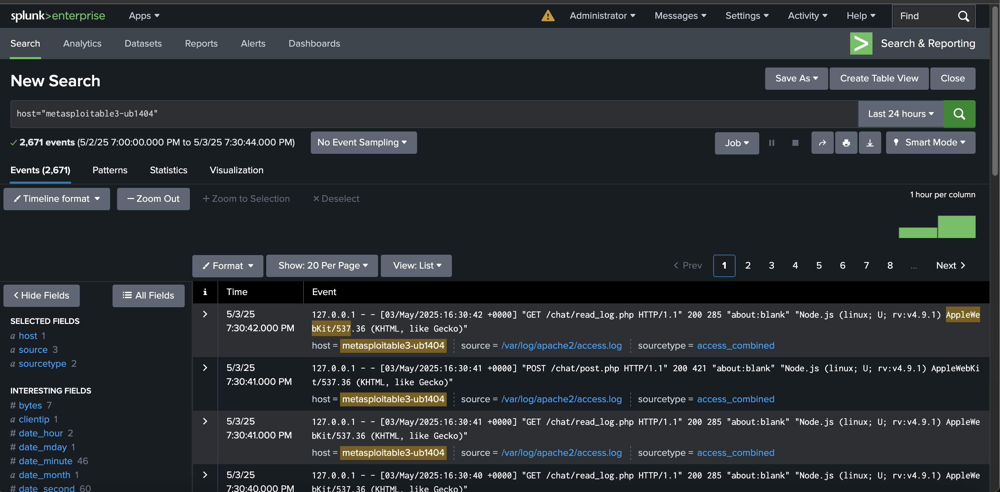 splunk>enterprise Apps Administrator Messages Settings Activity Help Find
Search Analytics Datasets Reports Alerts Dashboards Search & Reporting
New Search Save As Create Table View Close
host="metasploitable3-ub1404" Last 24 hours
2,671 events (5/2/25 7:00:00.000 PM to 5/3/25 7:30:44.000 PM) No Event Sampling Job Smart Mode
Events (2,671) Patterns Statistics Visualization
Timeline format Zoom Out + Zoom to Selection × Deselect 1 hour per column
Format Show: 20 Per Page View: List Prev 1 2 3 4 5 6 7 8 ... Next
Hide Fields All Fields
SELECTED FIELDS
a host 1
a source 3
a sourcetype 2
INTERESTING FIELDS
# bytes 7
a clientip 1
# date_hour 2
# date_mday 1
# date_minute 46
a date_month 1
# date_second 60
i Time Event
5/3/25
7:30:42.000 PM
127.0.0.1 - - [03/May/2025:16:30:42 +0000] "GET /chat/read_log.php HTTP/1.1" 200 285 "about:blank" "Node.js (linux; U; rv:v4.9.1) AppleWe
bKit/537.36 (KHTML, like Gecko)"
host = metasploitable3-ub1404 source = /var/log/apache2/access.log sourcetype = access_combined
5/3/25
7:30:41.000 PM
127.0.0.1 - - [03/May/2025:16:30:41 +0000] "POST /chat/post.php HTTP/1.1" 200 421 "about:blank" "Node.js (linux; U; rv:v4.9.1) AppleWebKi
t/537.36 (KHTML, like Gecko)"
host = metasploitable3-ub1404 source = /var/log/apache2/access.log sourcetype = access_combined
5/3/25
7:30:41.000 PM
127.0.0.1 - - [03/May/2025:16:30:41 +0000] "GET /chat/read_log.php HTTP/1.1" 200 285 "about:blank" "Node.js (linux; U; rv:v4.9.1) AppleWe
bKit/537.36 (KHTML, like Gecko)"
host = metasploitable3-ub1404 source = /var/log/apache2/access.log sourcetype = access_combined
5/3/25
7:30:40.000 PM
127.0.0.1 - - [03/May/2025:16:30:40 +0000] "GET /chat/read_log.php HTTP/1.1" 200 285 "about:blank" "Node.js (linux; U; rv:v4.9.1) AppleWe
bKit/537.36 (KHTML, like Gecko)"